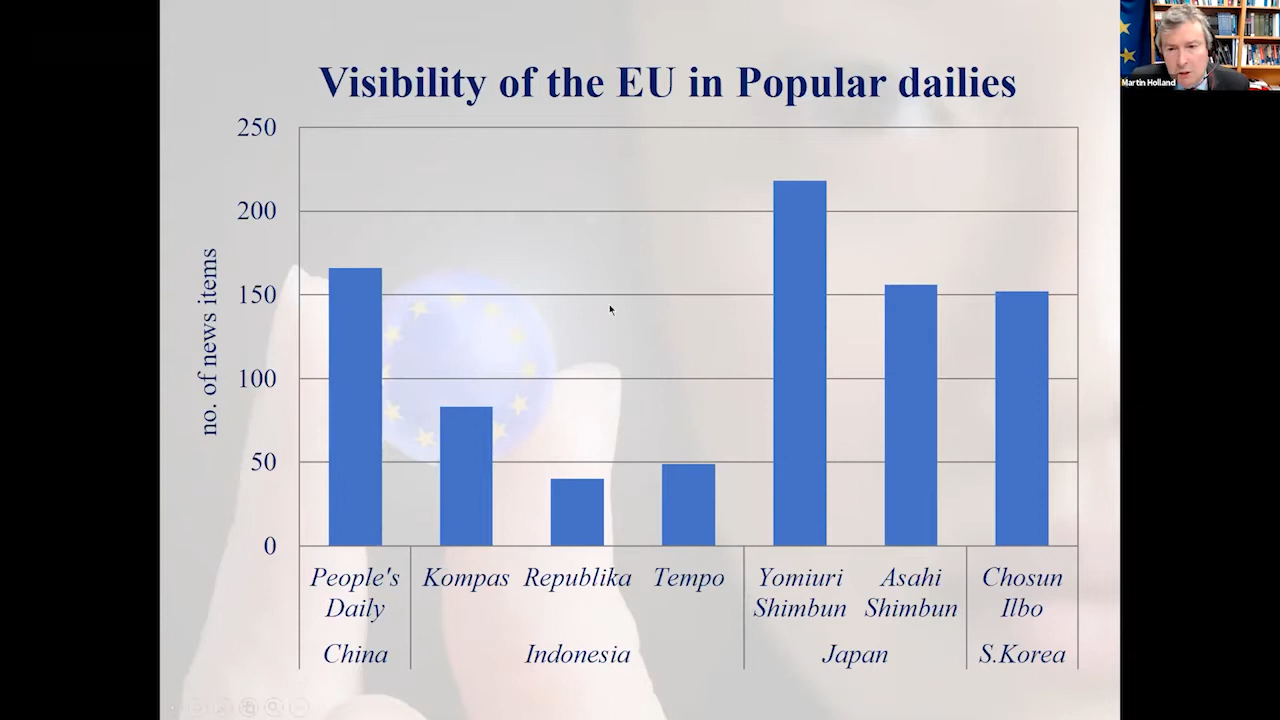 Visibility of the EU in Popular dailies
Martin Holland
no. of news items
250
200
150
100
50
0
People's Daily
Kompas
Republika
Tempo
Yomiuri Shimbun
Asahi Shimbun
Chosun Ilbo
China
Indonesia
Japan
S.Korea